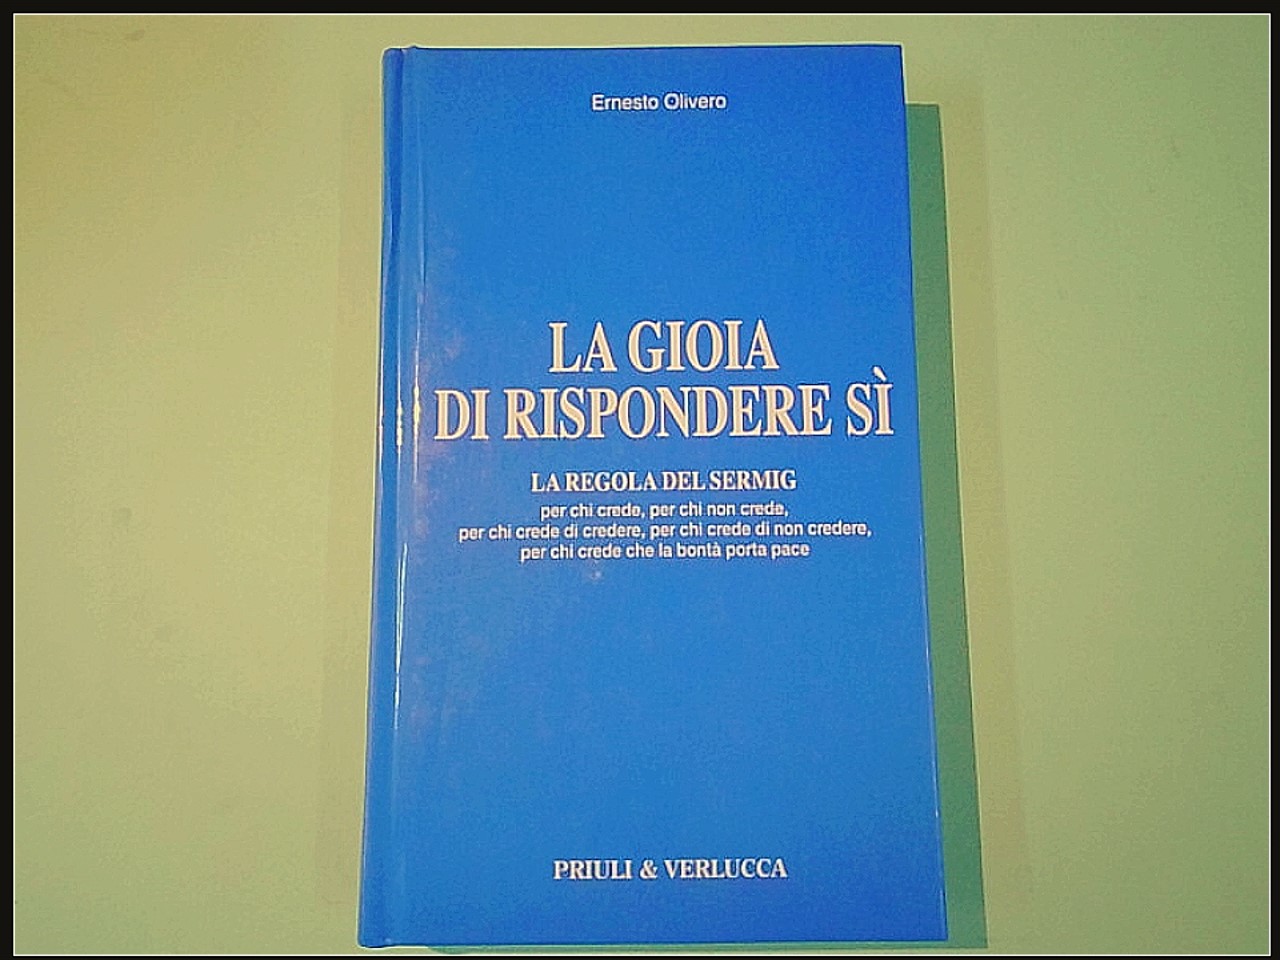 Ernesto Olivero
LA GIOIA
DI RISPONDERE SÌ
LA REGOLA DEL SERMIG
per chi crede, per chi non crede,
per chi crede di credere, per chi crede di non credere,
per chi crede che la bontà porta pace
PRIULI & VERLUCCA